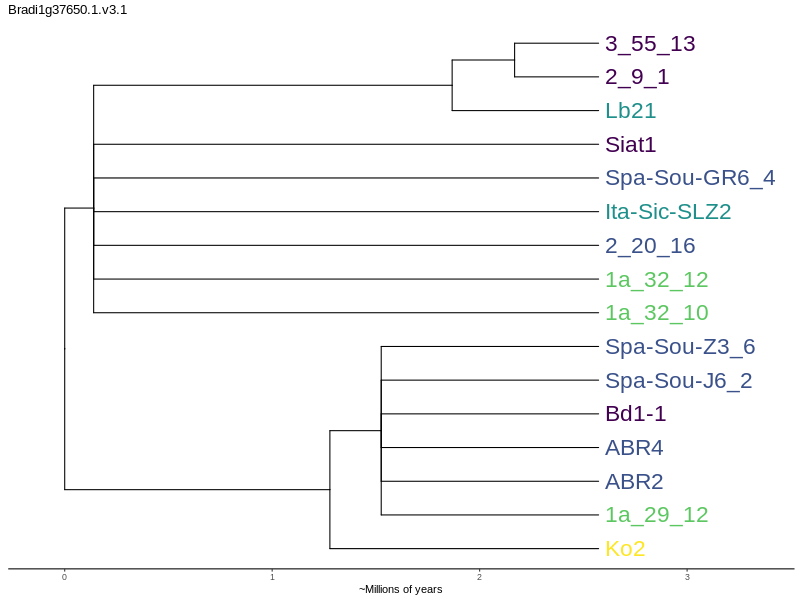 Bradi1g37650.1.v3.1
3_55_13
2_9_1
Lb21
Siat1
Spa-Sou-GR6_4
Ita-Sic-SLZ2
2_20_16
1a_32_12
1a_32_10
Spa-Sou-Z3_6
Spa-Sou-J6_2
Bd1-1
ABR4
ABR2
1a_29_12
Ko2
0 1 2 3
~Millions of years